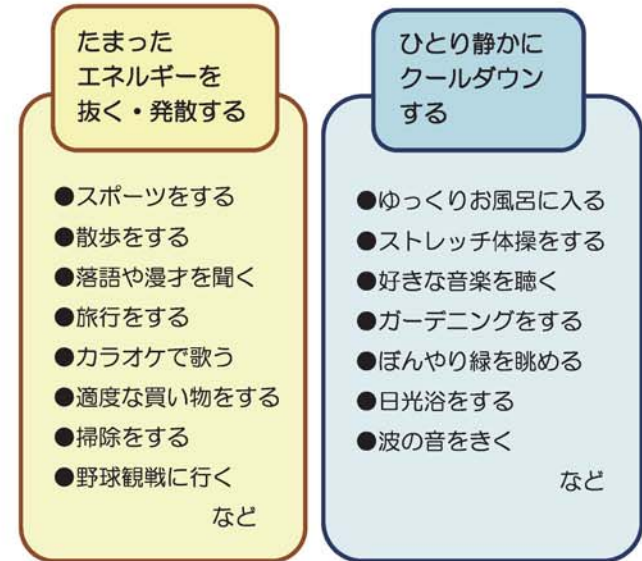 たまった
エネルギーを
抜く・発散する
●スポーツをする
●散歩をする
●落語や漫才を聞く
●旅行をする
●カラオケで歌う
●適度な買い物をする
●掃除をする
●野球観戦に行く
など
ひとり静かに
クールダウン
する
●ゆっくりお風呂に入る
●ストレッチ体操をする
●好きな音楽を聴く
●ガーデニングをする
●ぼんやり緑を眺める
●日光浴をする
●波の音をきく
など